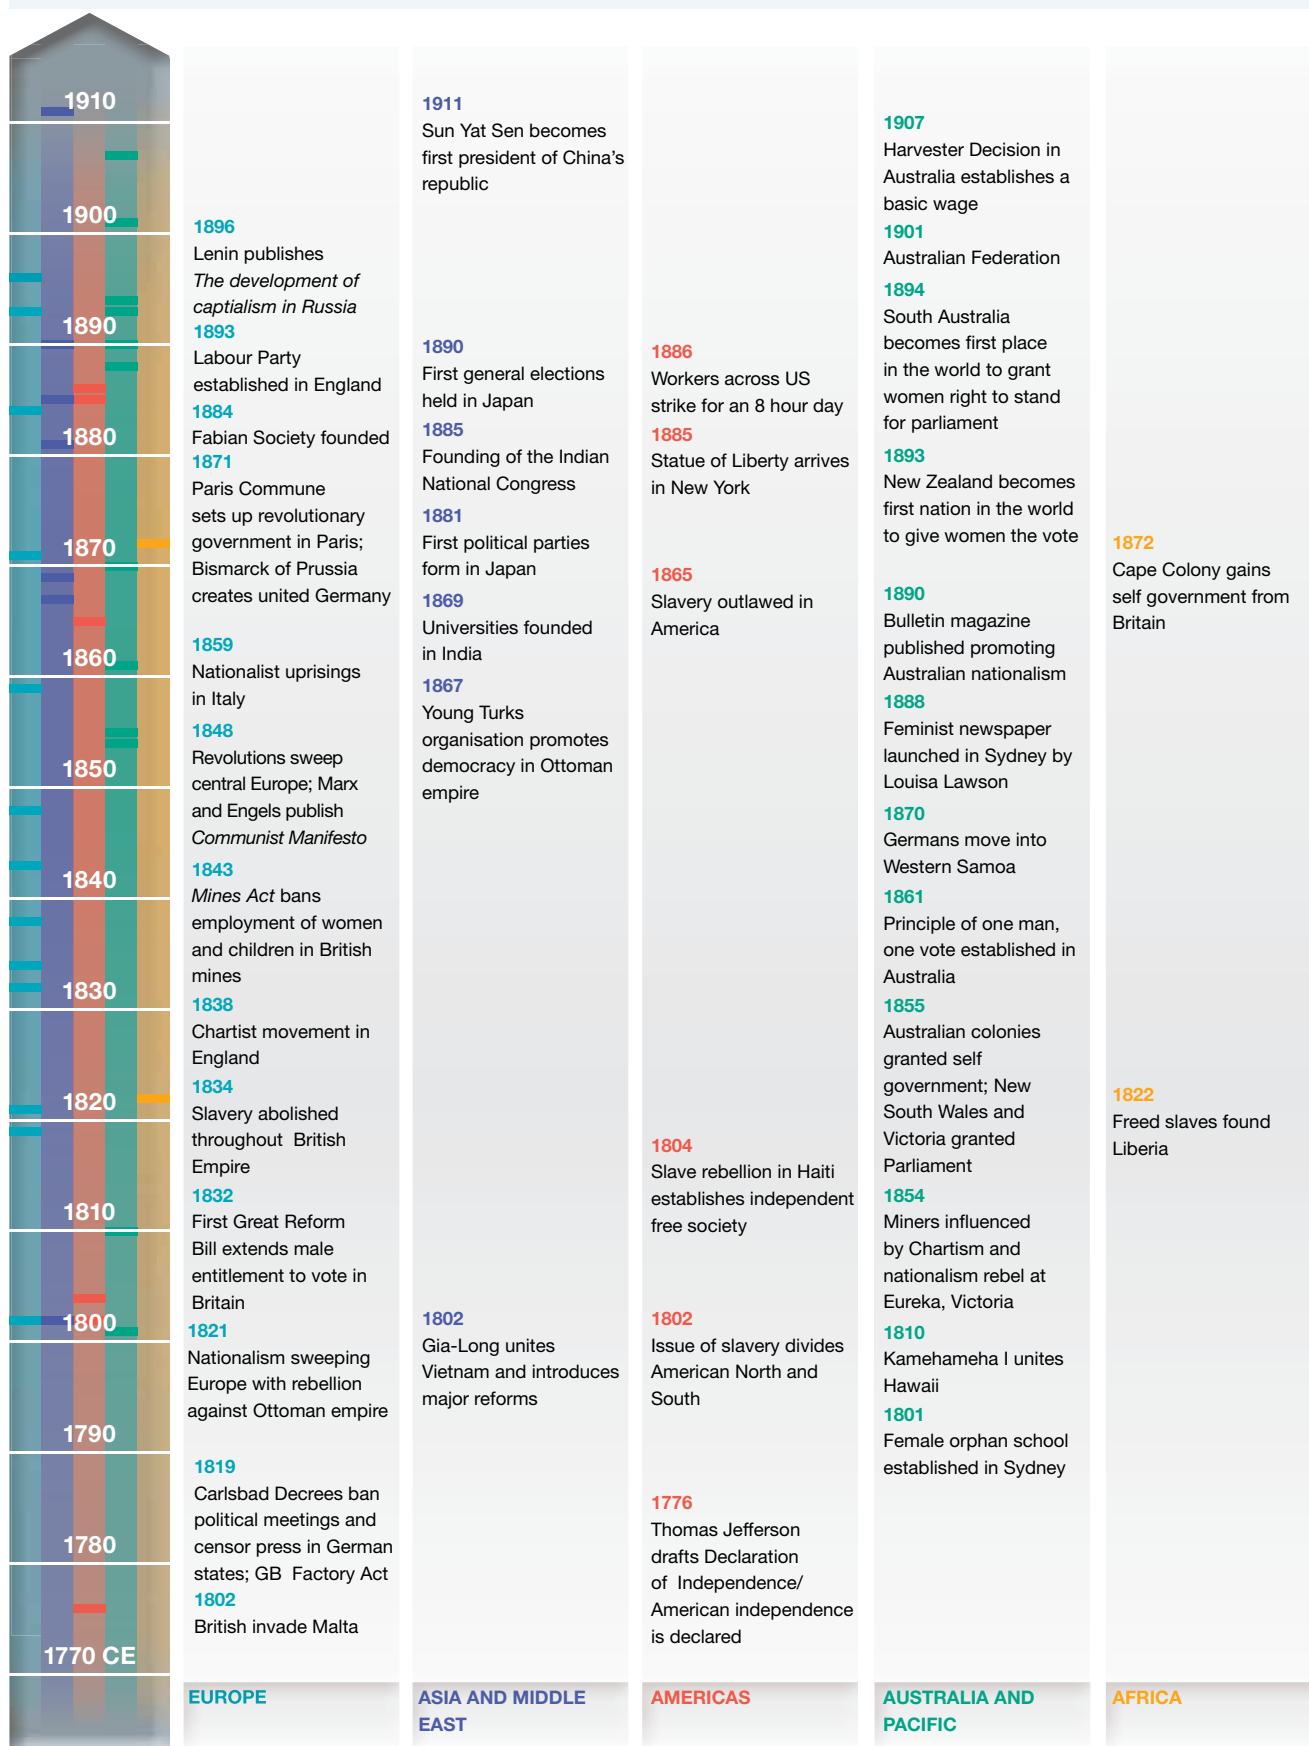 1910
1900
1890
1880
1870
1860
1850
1840
1830
1820
1810
1800
1790
1780
1770 CE
1896
Lenin publishes
The development of
captialism in Russia
1893
Labour Party
established in England
1884
Fabian Society founded
1871
Paris Commune
sets up revolutionary
government in Paris;
Bismarck of Prussia
creates united Germany
1859
Nationalist uprisings
in Italy
1848
Revolutions sweep
central Europe; Marx
and Engels publish
Communist Manifesto
1843
Mines Act bans
employment of women
and children in British
mines
1838
Chartist movement in
England
1834
Slavery abolished
throughout British
Empire
1832
First Great Reform
Bill extends male
entitlement to vote in
Britain
1821
Nationalism sweeping
Europe with rebellion
against Ottoman empire
1819
Carlsbad Decrees ban
political meetings and
censor press in German
states; GB Factory Act
1802
British invade Malta
EUROPE
1911
Sun Yat Sen becomes
first president of China's
republic
1890
First general elections
held in Japan
1885
Founding of the Indian
National Congress
1881
First political parties
form in Japan
1869
Universities founded
in India
1867
Young Turks
organisation promotes
democracy in Ottoman
empire
1802
Gia-Long unites
Vietnam and introduces
major reforms
ASIA AND MIDDLE
EAST
1886
Workers across US
strike for an 8 hour day
1885
Statue of Liberty arrives
in New York
1865
Slavery outlawed in
America
1804
Slave rebellion in Haiti
establishes independent
free society
1802
Issue of slavery divides
American North and
South
1776
Thomas Jefferson
drafts Declaration
of Independence/
American independence
is declared
AMERICAS
1907
Harvester Decision in
Australia establishes a
basic wage
1901
Australian Federation
1894
South Australia
becomes first place
in the world to grant
women right to stand
for parliament
1893
New Zealand becomes
first nation in the world
to give women the vote
1890
Bulletin magazine
published promoting
Australian nationalism
1888
Feminist newspaper
launched in Sydney by
Louisa Lawson
1870
Germans move into
Western Samoa
1861
Principle of one man,
one vote established in
Australia
1855
Australian colonies
granted self
government; New
South Wales and
Victoria granted
Parliament
1854
Miners influenced
by Chartism and
nationalism rebel at
Eureka, Victoria
1810
Kamehameha I unites
Hawaii
1801
Female orphan school
established in Sydney
AUSTRALIA AND
PACIFIC
1872
Cape Colony gains
self government from
Britain
1822
Freed slaves found
Liberia
AFRICA